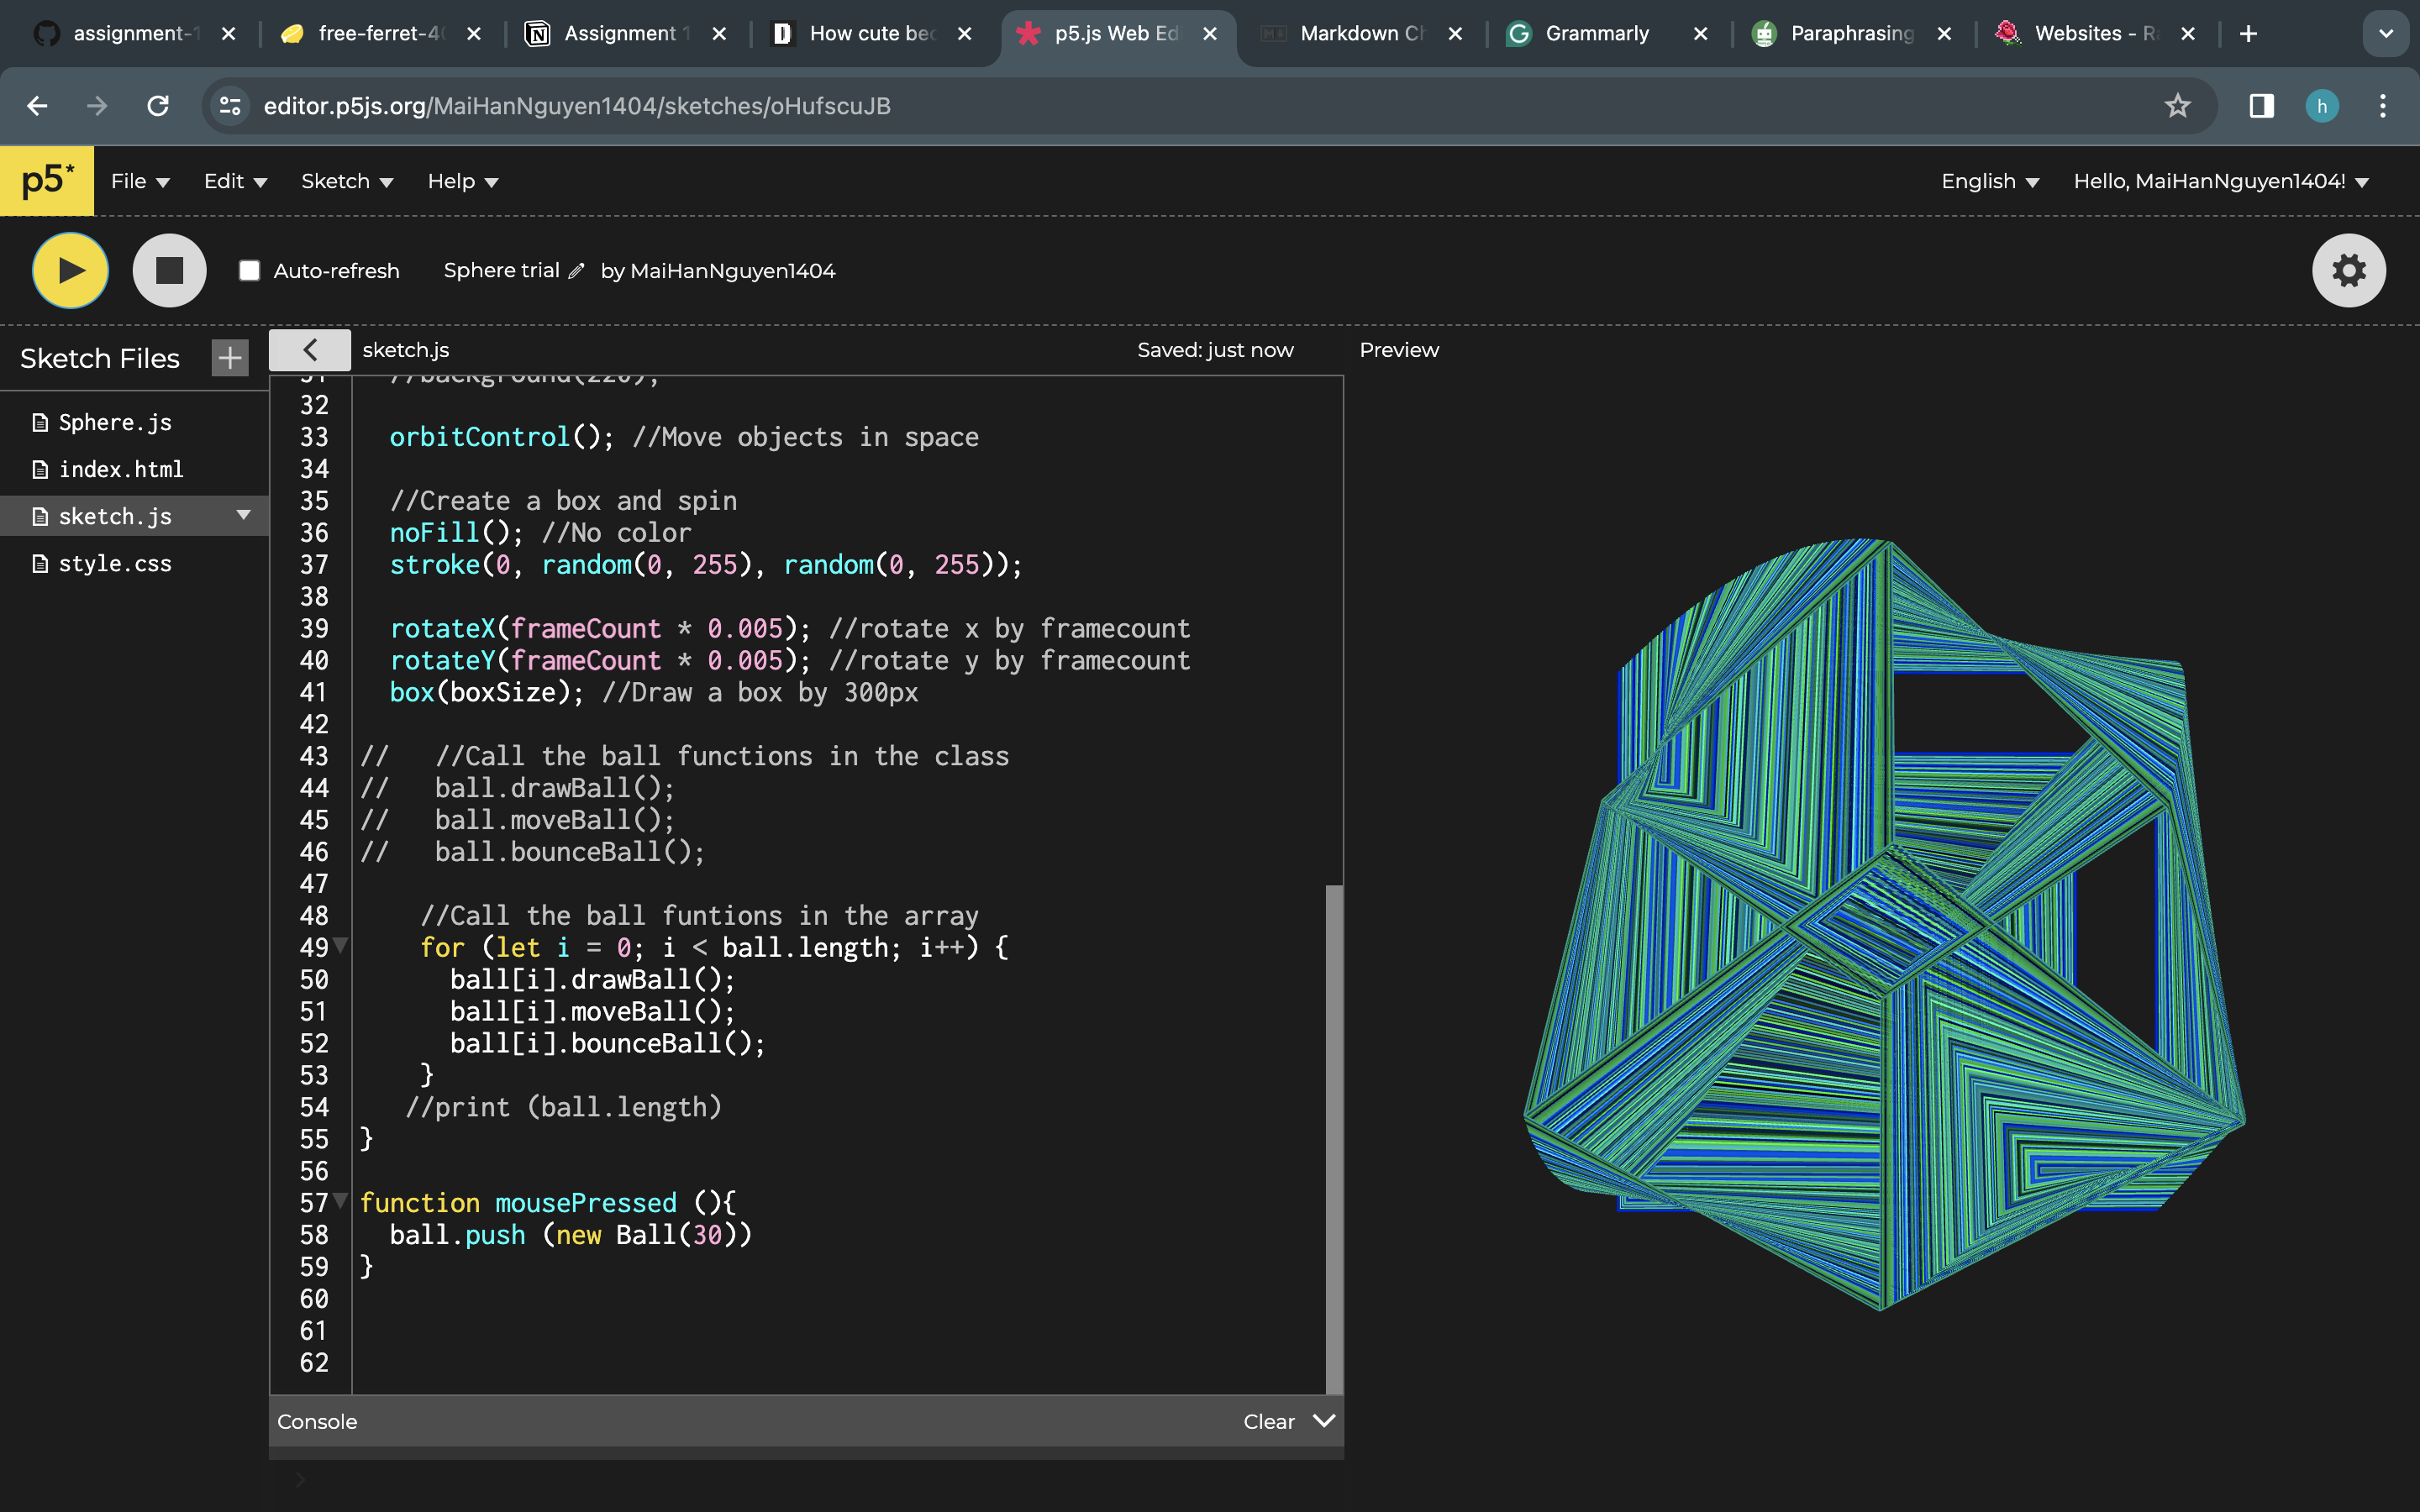 assignment-1
free-ferret-40
Assignment 1
How cute bec
p5.js Web Ed
Markdown Ch
Grammarly
Paraphrasing
Websites - R
editor.p5js.org/MaiHanNguyen1404/sketches/oHufscuJB
h
p5*
File
Edit
Sketch
Help
English
Hello, MaiHanNguyen1404!
Auto-refresh
Sphere trial
by MaiHanNguyen1404
Sketch Files
Sphere.js
index.html
sketch.js
style.css
sketch.js
Saved: just now
Preview
31 //background(220);
32
33 orbitControl(); //Move objects in space
34
35 //Create a box and spin
36 noFill(); //No color
37 stroke(0, random(0, 255), random(0, 255));
38
39 rotateX(frameCount * 0.005); //rotate x by framecount
40 rotateY(frameCount * 0.005); //rotate y by framecount
41 box(boxSize); //Draw a box by 300px
42
43 // //Call the ball functions in the class
44 // ball.drawBall();
45 // ball.moveBall();
46 // ball.bounceBall();
47
48 //Call the ball funtions in the array
49 for (let i = 0; i < ball.length; i++) {
50 ball[i].drawBall();
51 ball[i].moveBall();
52 ball[i].bounceBall();
53 }
54 //print (ball.length)
55 }
56
57 function mousePressed (){
58 ball.push (new Ball(30))
59 }
60
61
62
Console
Clear